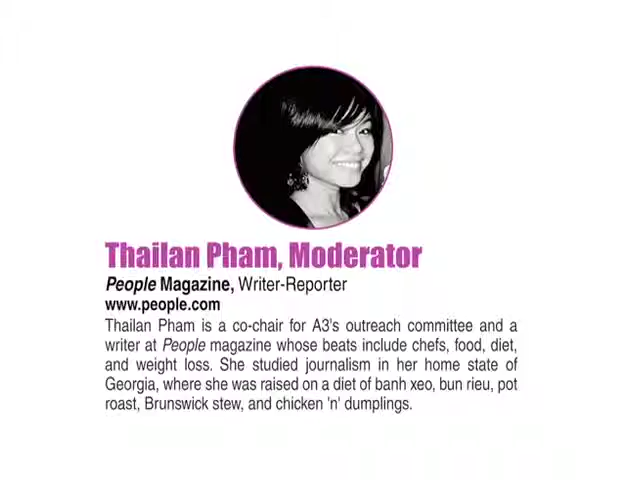 Thailan Pham, Moderator
People Magazine, Writer-Reporter
www.people.com
Thailan Pham is a co-chair for A3's outreach committee and a
writer at People magazine whose beats include chefs, food, diet,
and weight loss. She studied journalism in her home state of
Georgia, where she was raised on a diet of banh xeo, bun rieu, pot
roast, Brunswick stew, and chicken 'n' dumplings.